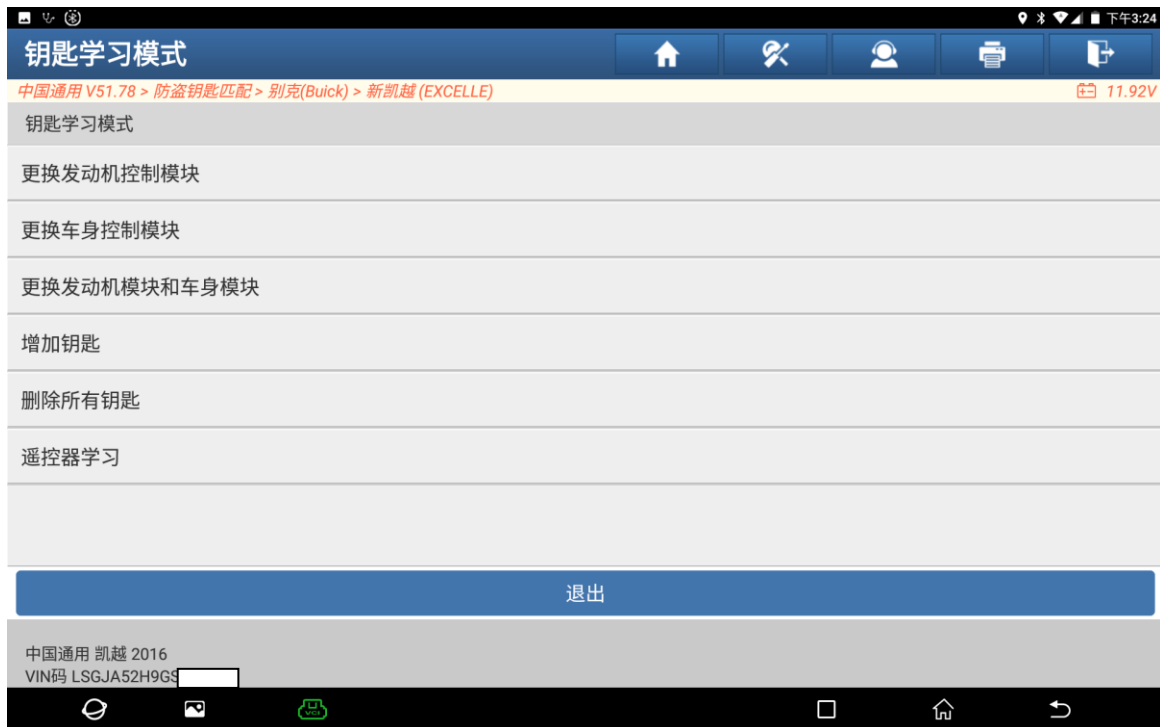 下午3:24
钥匙学习模式
中国通用 V51.78 > 防盗钥匙匹配 > 别克(Buick) > 新凯越 (EXCELLE)
11.92V
钥匙学习模式
更换发动机控制模块
更换车身控制模块
更换发动机模块和车身模块
增加钥匙
删除所有钥匙
遥控器学习
退出
中国通用 凯越 2016
VIN码 LSGJA52H9GS
VCI